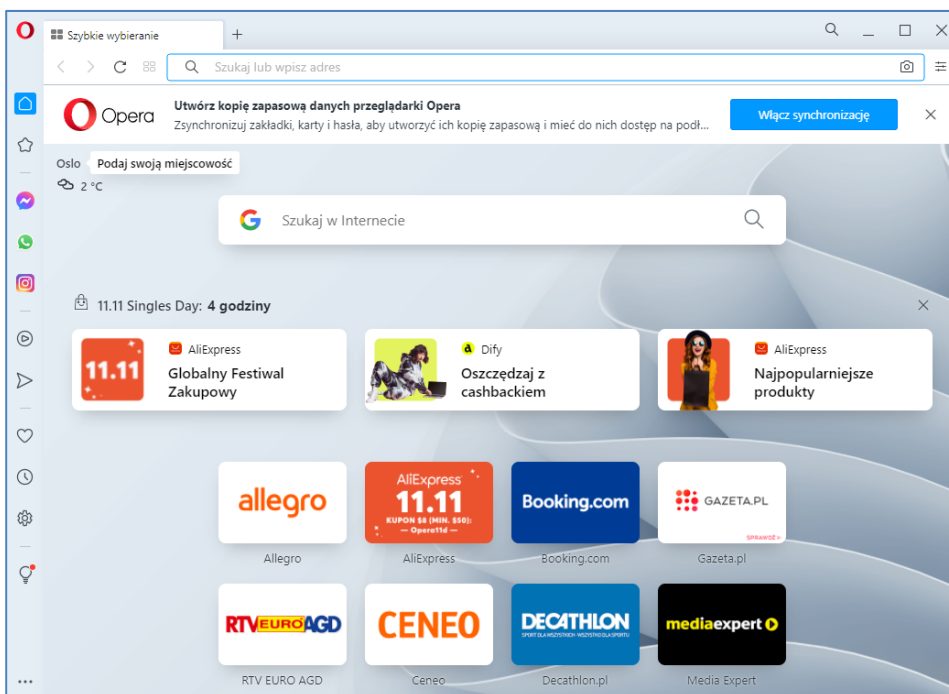 Szybkie wybieranie
Szukaj lub wpisz adres
Opera
Utwórz kopię zapasową danych przeglądarki Opera
Zsynchronizuj zakładki, karty i hasła, aby utworzyć ich kopię zapasową i mieć do nich dostęp na podł...
Włącz synchronizację
Oslo
Podaj swoją miejscowość
2 °C
Szukaj w Internecie
11.11 Singles Day: 4 godziny
11.11
AliExpress
Globalny Festiwal
Zakupowy
Dify
Oszczędzaj z
cashbackiem
AliExpress
Najpopularniejsze
produkty
allegro
Allegro
AliExpress
11.11
KUPON $8 (MIN. $50):
— Opera11d —
AliExpress
Booking.com
Booking.com
GAZETA.PL
SPRAWDŹ >
Gazeta.pl
RTV EURO AGD
RTV EURO AGD
CENEO
Ceneo
DECATHLON
SPORT DLA WSZYSTKICH - WSZYSTKO DLA SPORTU
Decathlon.pl
mediaexpert
Media Expert